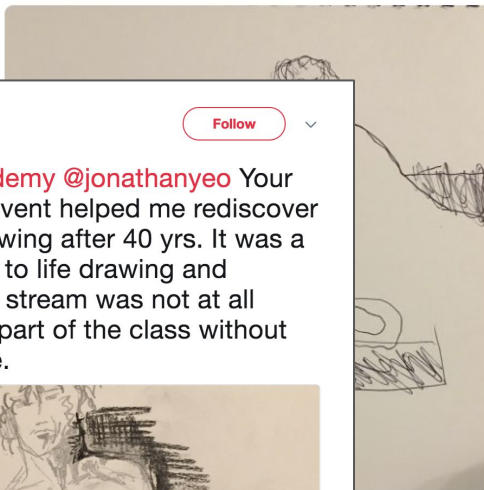 Follow
demy @jonathanyeo Your
vent helped me rediscover
wing after 40 yrs. It was a
to life drawing and
stream was not at all
part of the class without